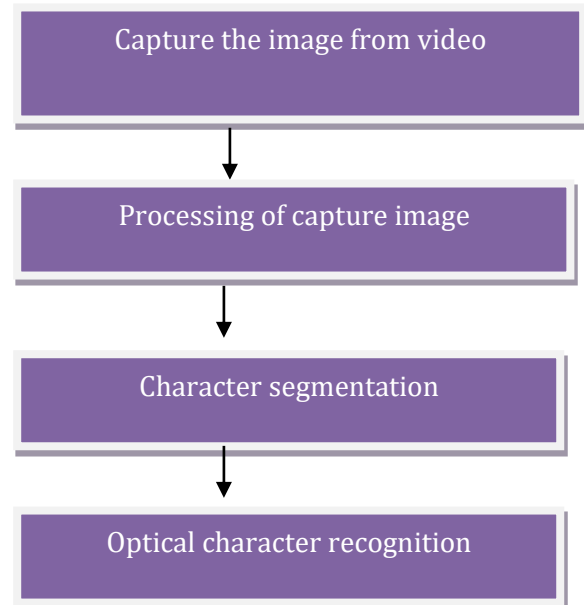 Capture the image from video
Processing of capture image
Character segmentation
Optical character recognition